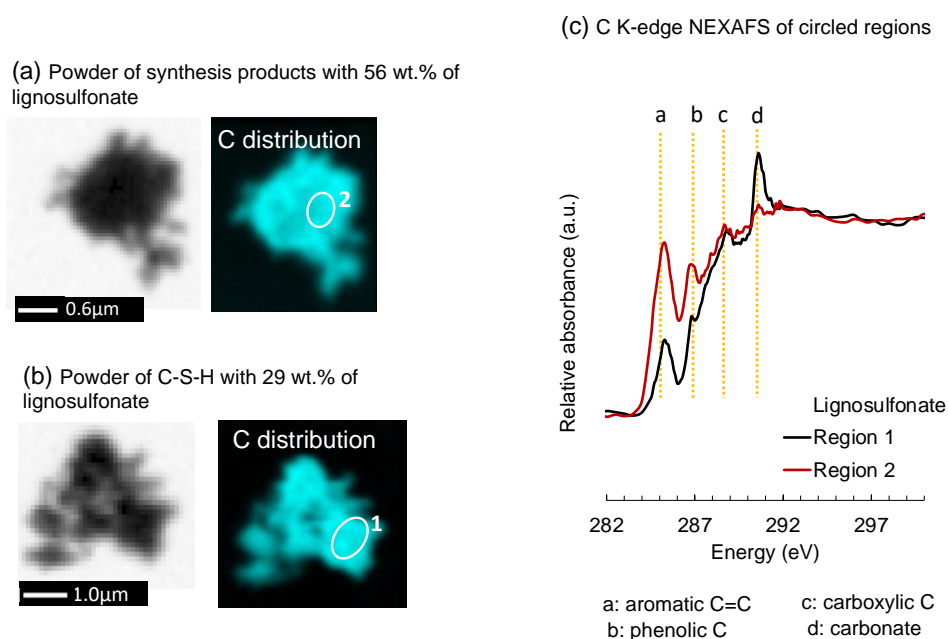 (a) Powder of synthesis products with 56 wt.% of
lignosulfonate
C distribution
2
0.6μm
(b) Powder of C-S-H with 29 wt.% of
lignosulfonate
C distribution
1
1.0μm
(c) C K-edge NEXAFS of circled regions
a b c d
Relative absorbance (a.u.)
Lignosulfonate
Region 1
Region 2
282 287 292 297
Energy (eV)
a: aromatic C=C c: carboxylic C
b: phenolic C d: carbonate